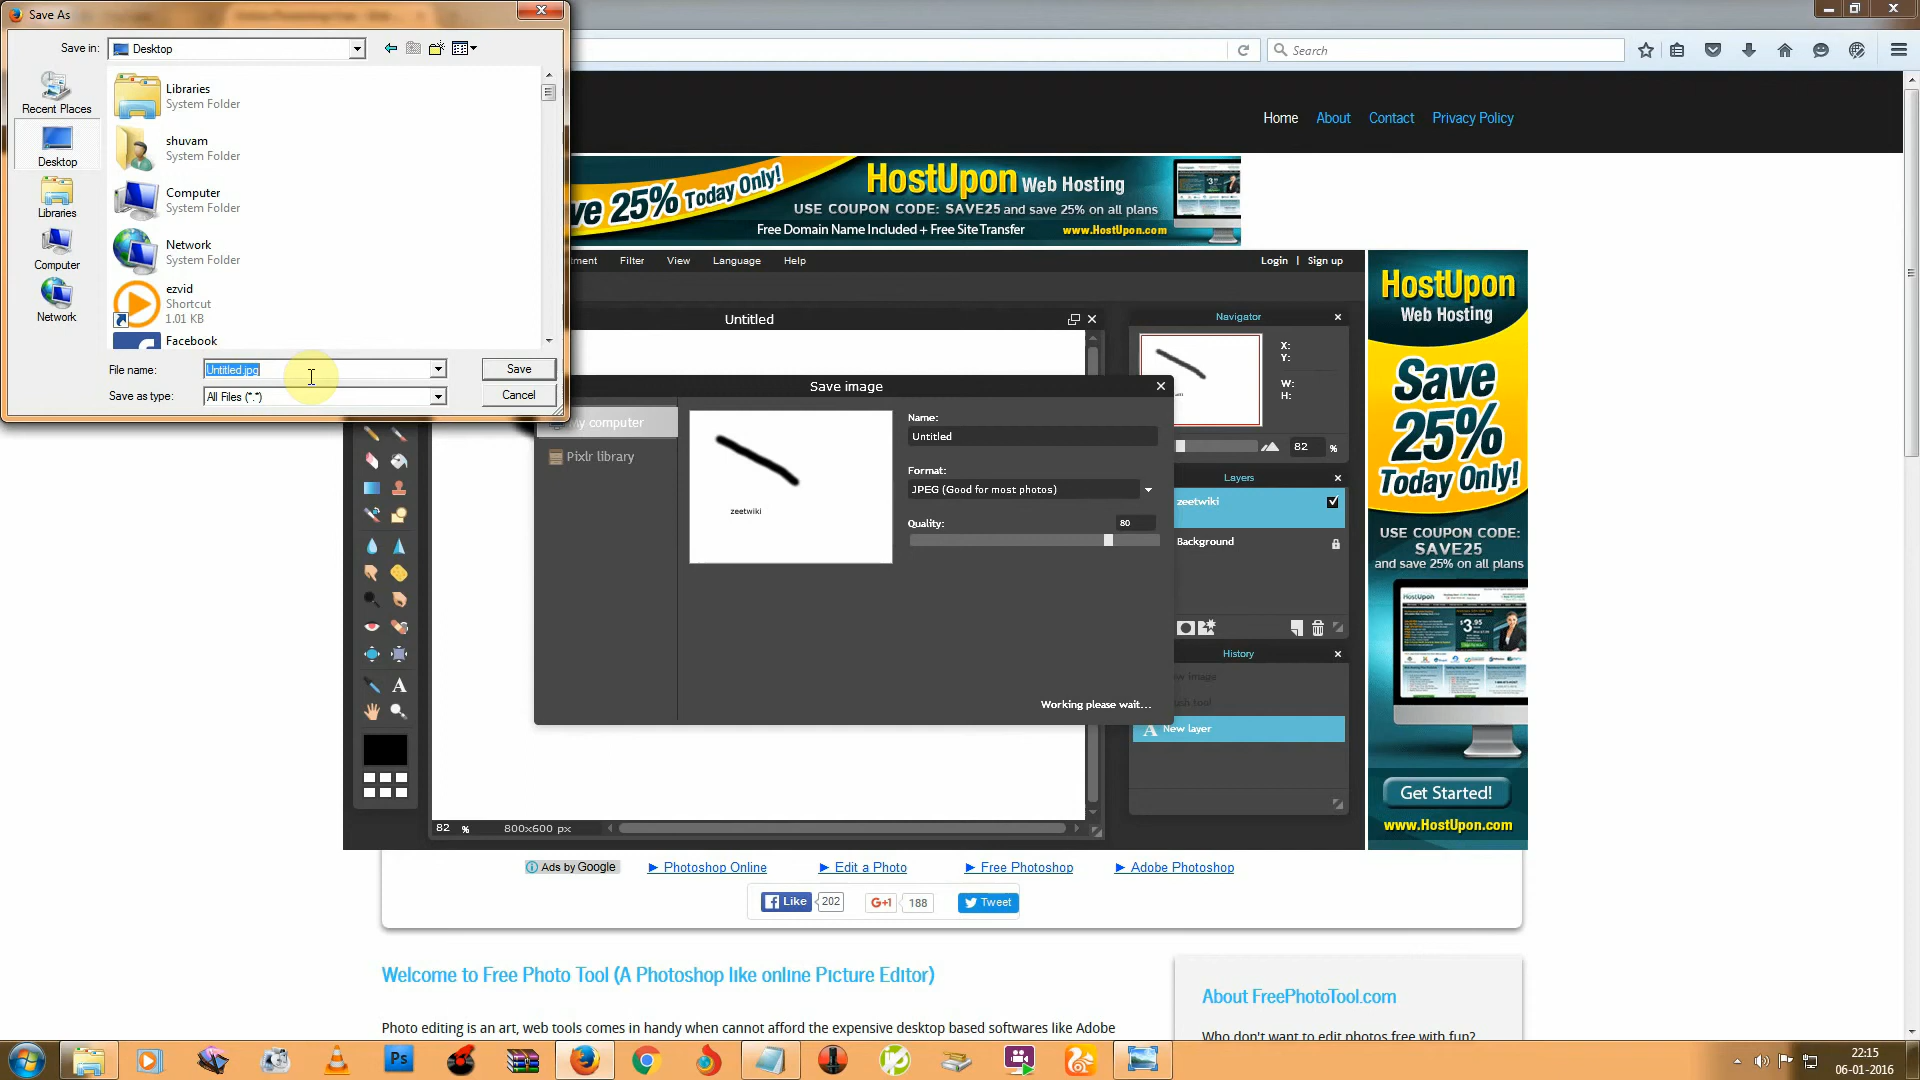 Save As
Save in: Desktop
Search
Recent Places
Desktop
Libraries
Computer
Network
Libraries
System Folder
shuvam
System Folder
Computer
System Folder
Network
System Folder
ezvid
Shortcut
1.01 KB
Facebook
File name: Untitled.jpg
Save
Save as type: All Files (*.*)
Cancel
Home About Contact Privacy Policy
25% Today Only!
HostUpon Web Hosting
USE COUPON CODE: SAVE25 and save 25% on all plans
Free Domain Name Included + Free Site Transfer www.HostUpon.com
Filter View Language Help
Login | Sign up
Untitled
Save image
My computer
Pixlr library
zeetwiki
Name:
Untitled
Format:
JPEG (Good for most photos)
Quality: 80
Working please wait...
Navigator
X:
Y:
W:
H:
82 %
Layers
zeetwiki
Background
History
New layer
82 % 800x600 px
HostUpon
Web Hosting
Save
25%
Today Only!
USE COUPON CODE:
SAVE25
and save 25% on all plans
$3.95
Get Started!
www.HostUpon.com
Ads by Google
Photoshop Online
Edit a Photo
Free Photoshop
Adobe Photoshop
Like 202
G+1 188
Tweet
Welcome to Free Photo Tool (A Photoshop like online Picture Editor)
Photo editing is an art, web tools comes in handy when cannot afford the expensive desktop based softwares like Adobe
About FreePhotoTool.com
Who don't want to edit photos free with fun?
Ps
22:15
06-01-2016